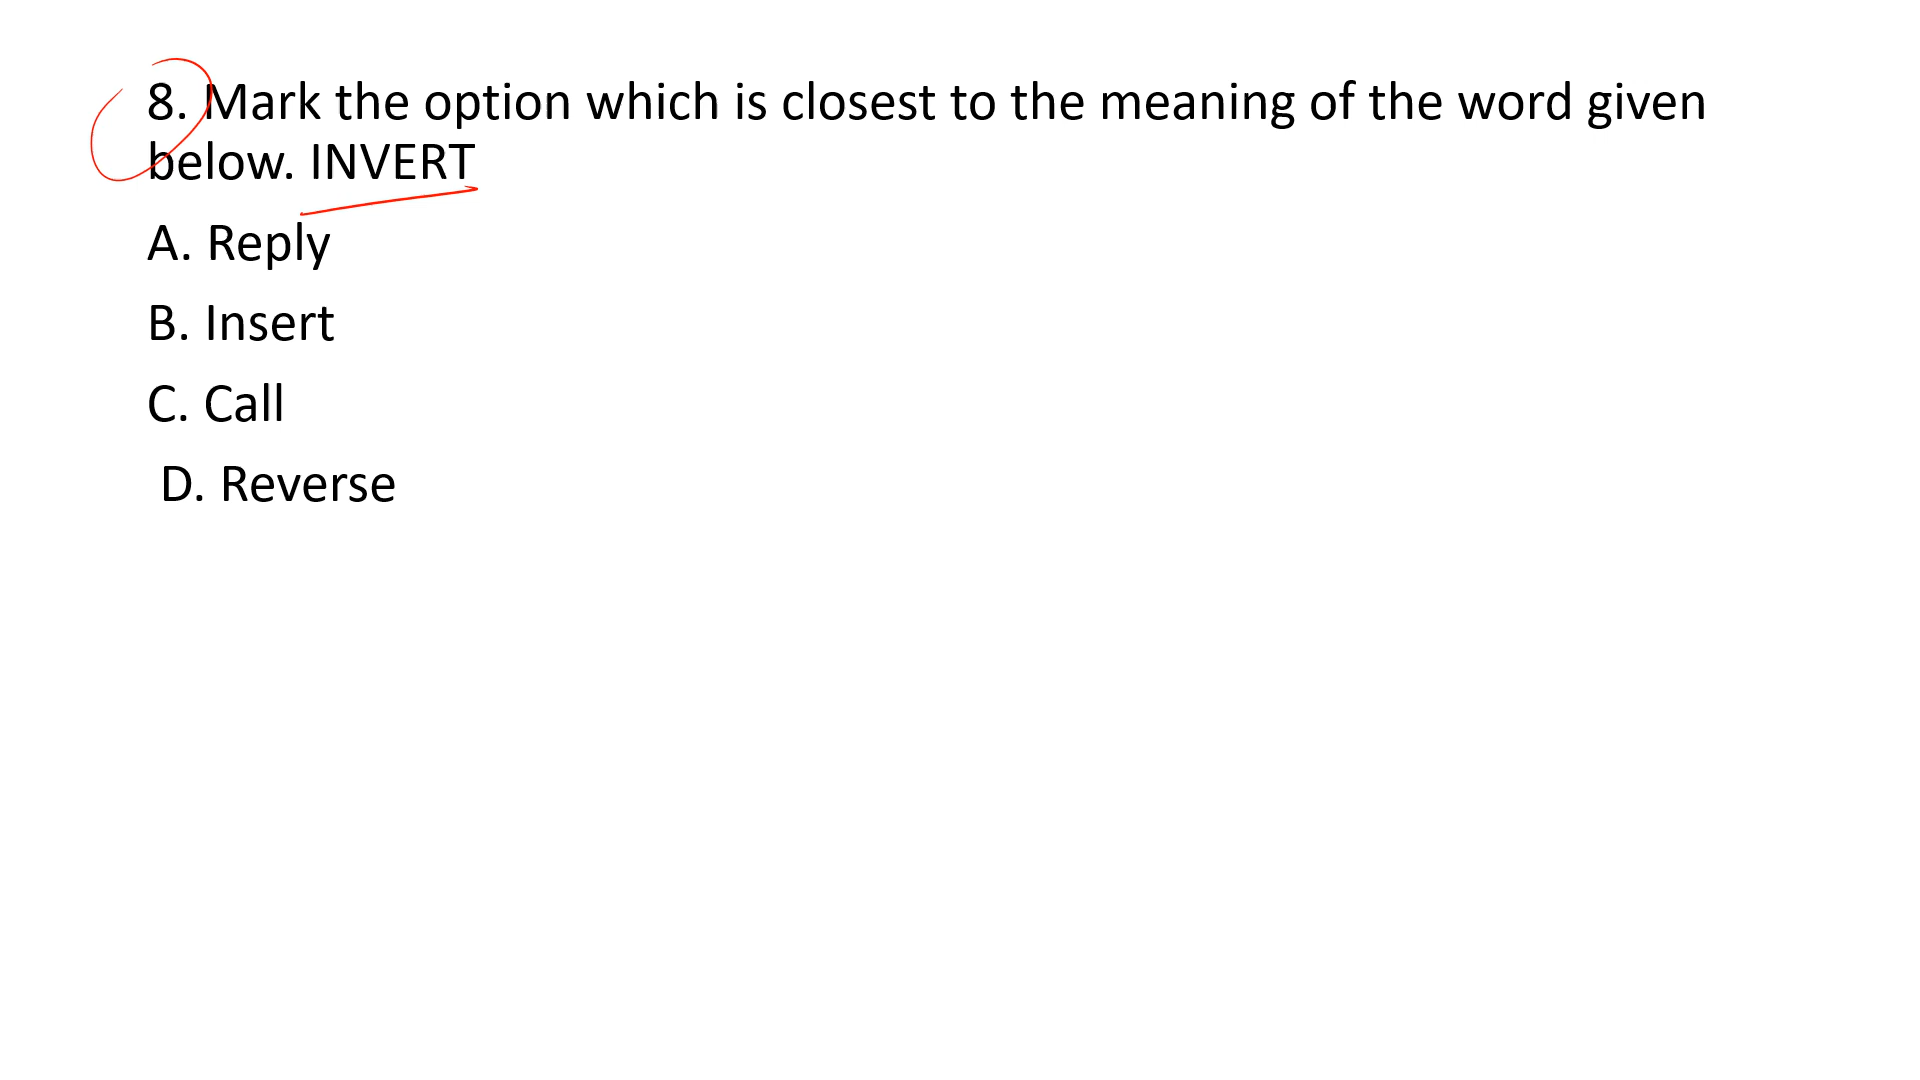 8. Mark the option which is closest to the meaning of the word given
below. INVERT
A. Reply
B. Insert
C. Call
D. Reverse